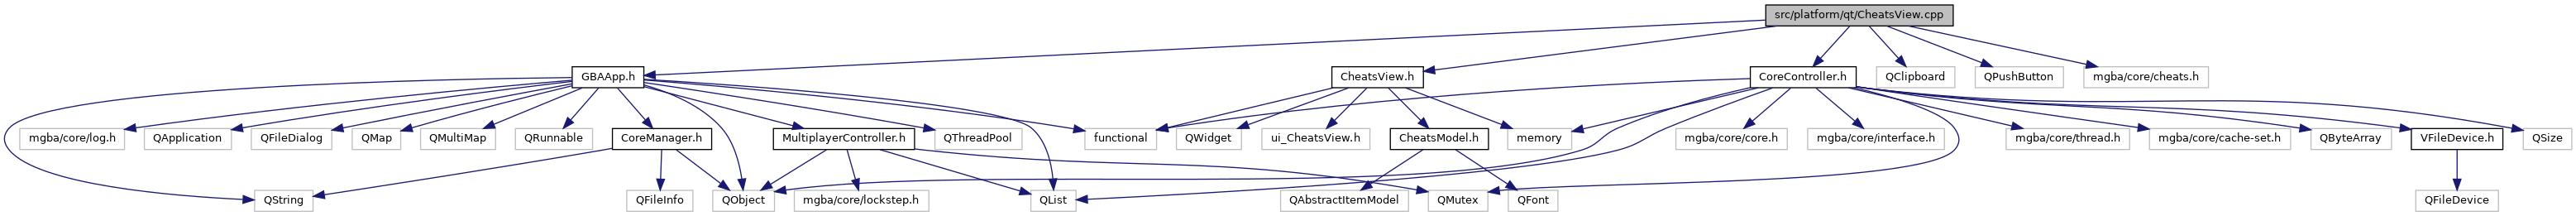 src/platform/qt/CheatsView.cpp
GBAApp.h
CheatsView.h
CoreController.h
QClipboard
QPushButton
mgba/core/cheats.h
mgba/core/log.h
QApplication
QFileDialog
QMap
QMultiMap
QRunnable
CoreManager.h
MultiplayerController.h
QThreadPool
functional
QWidget
ui_CheatsView.h
CheatsModel.h
memory
mgba/core/core.h
mgba/core/interface.h
mgba/core/thread.h
mgba/core/cache-set.h
QByteArray
VFileDevice.h
QSize
QString
QFileInfo
QObject
mgba/core/lockstep.h
QList
QAbstractItemModel
QMutex
QFont
QFileDevice